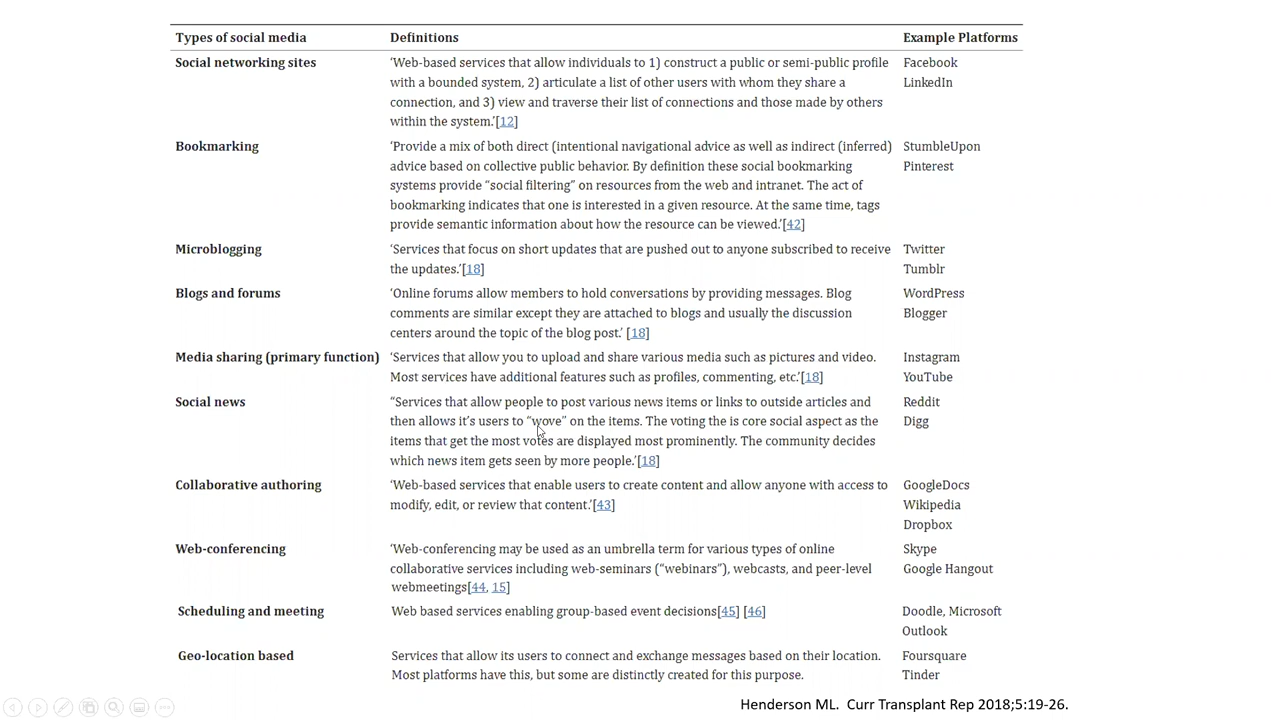 Types of social media Definitions Example Platforms
Social networking sites ‘Web-based services that allow individuals to 1) construct a public or semi-public profile Facebook
with a bounded system, 2) articulate a list of other users with whom they share a LinkedIn
connection, and 3) view and traverse their list of connections and those made by others
within the system.’[12]
Bookmarking ‘Provide a mix of both direct (intentional navigational advice as well as indirect (inferred) StumbleUpon
advice based on collective public behavior. By definition these social bookmarking Pinterest
systems provide “social filtering” on resources from the web and intranet. The act of
bookmarking indicates that one is interested in a given resource. At the same time, tags
provide semantic information about how the resource can be viewed.’[42]
Microblogging ‘Services that focus on short updates that are pushed out to anyone subscribed to receive Twitter
the updates.’[18] Tumblr
Blogs and forums ‘Online forums allow members to hold conversations by providing messages. Blog WordPress
comments are similar except they are attached to blogs and usually the discussion Blogger
centers around the topic of the blog post.’ [18]
Media sharing (primary function) ‘Services that allow you to upload and share various media such as pictures and video. Instagram
Most services have additional features such as profiles, commenting, etc.’[18] YouTube
Social news “Services that allow people to post various news items or links to outside articles and Reddit
then allows it’s users to “wove” on the items. The voting the is core social aspect as the Digg
items that get the most votes are displayed most prominently. The community decides
which news item gets seen by more people.’[18]
Collaborative authoring ‘Web-based services that enable users to create content and allow anyone with access to GoogleDocs
modify, edit, or review that content.’[43] Wikipedia
Dropbox
Web-conferencing ‘Web-conferencing may be used as an umbrella term for various types of online Skype
collaborative services including web-seminars (“webinars”), webcasts, and peer-level Google Hangout
webmeetings[44, 15]
Scheduling and meeting Web based services enabling group-based event decisions[45] [46] Doodle, Microsoft
Outlook
Geo-location based Services that allow its users to connect and exchange messages based on their location. Foursquare
Most platforms have this, but some are distinctly created for this purpose. Tinder
Henderson ML. Curr Transplant Rep 2018;5:19-26.